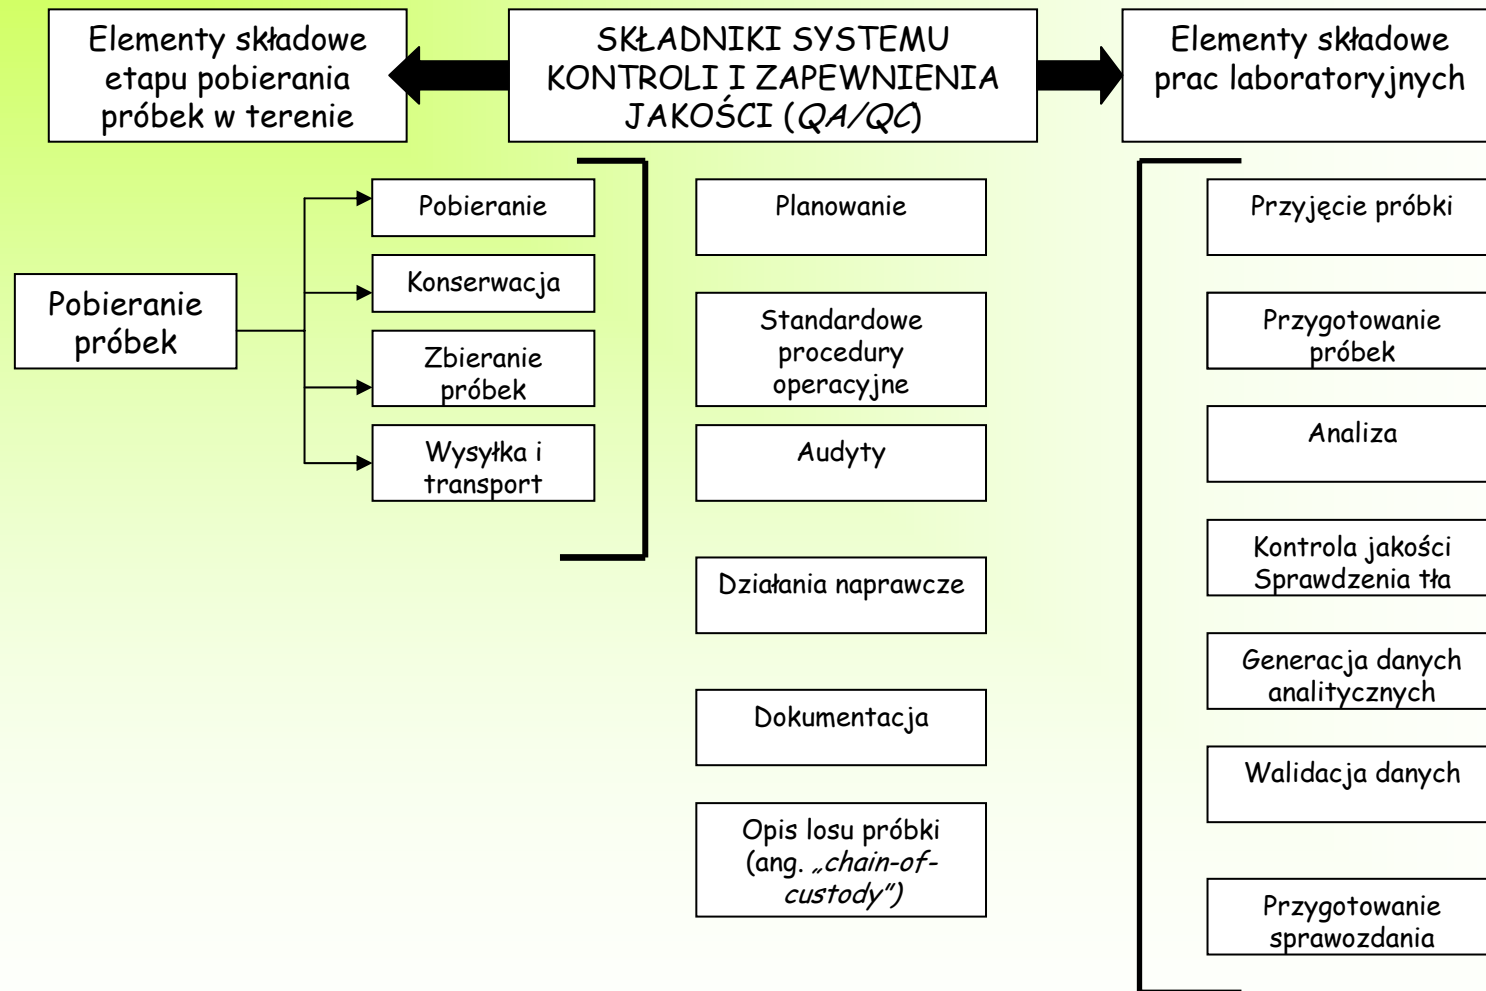 Elementy składowe
etapu pobierania
próbek w terenie
SKŁADNIKI SYSTEMU
KONTROLI I ZAPEWNIENIA
JAKOŚCI (QA/QC)
Elementy składowe
prac laboratoryjnych
Pobieranie
próbek
Pobieranie
Konserwacja
Zbieranie
próbek
Wysyłka i
transport
Planowanie
Standardowe
procedury
operacyjne
Audyty
Działania naprawcze
Dokumentacja
Opis losu próbki
(ang. „chain-of-
custody”)
Przyjęcie próbki
Przygotowanie
próbek
Analiza
Kontrola jakości
Sprawdzenia tła
Generacja danych
analitycznych
Walidacja danych
Przygotowanie
sprawozdania